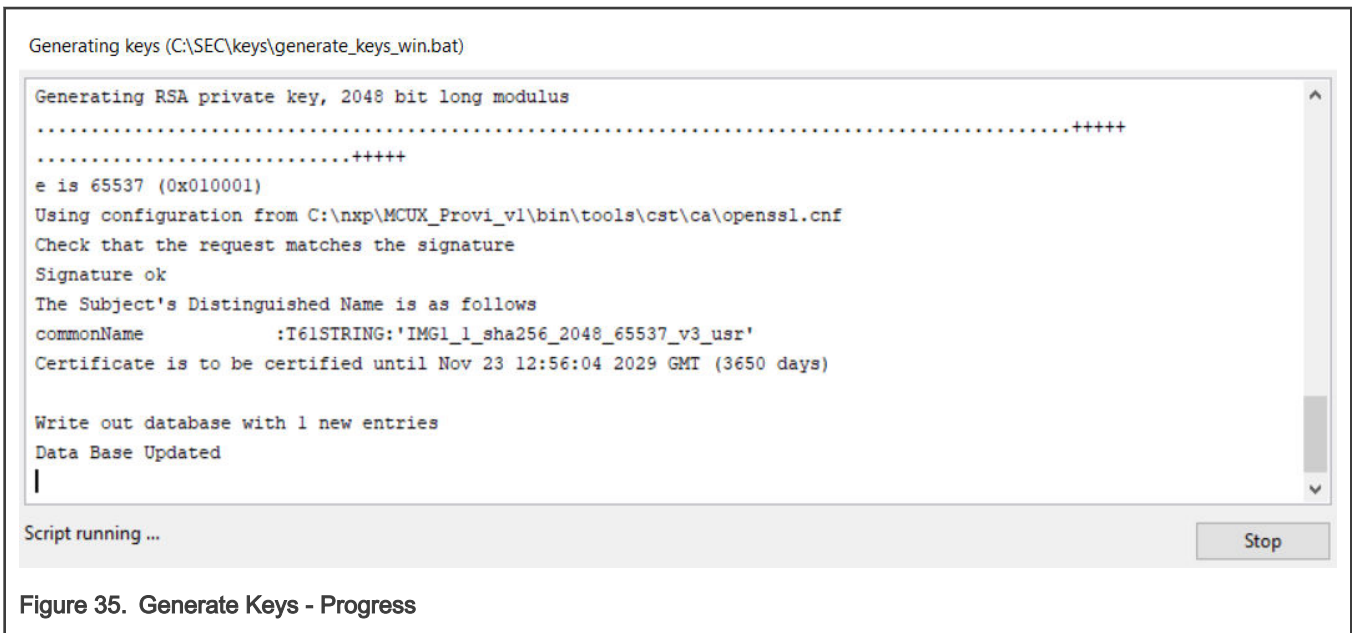 Generating keys (C:\SEC\keys\generate_keys_win.bat)
Generating RSA private key, 2048 bit long modulus
...............................................................................................+++++
.............................+++++
e is 65537 (0x010001)
Using configuration from C:\nxp\MCUX_Provi_v1\bin\tools\cst\ca\openssl.cnf
Check that the request matches the signature
Signature ok
The Subject's Distinguished Name is as follows
commonName            :T61STRING:'IMG1_1_sha256_2048_65537_v3_usr'
Certificate is to be certified until Nov 23 12:56:04 2029 GMT (3650 days)
Write out database with 1 new entries
Data Base Updated
Script running ...
Stop
Figure 35. Generate Keys - Progress